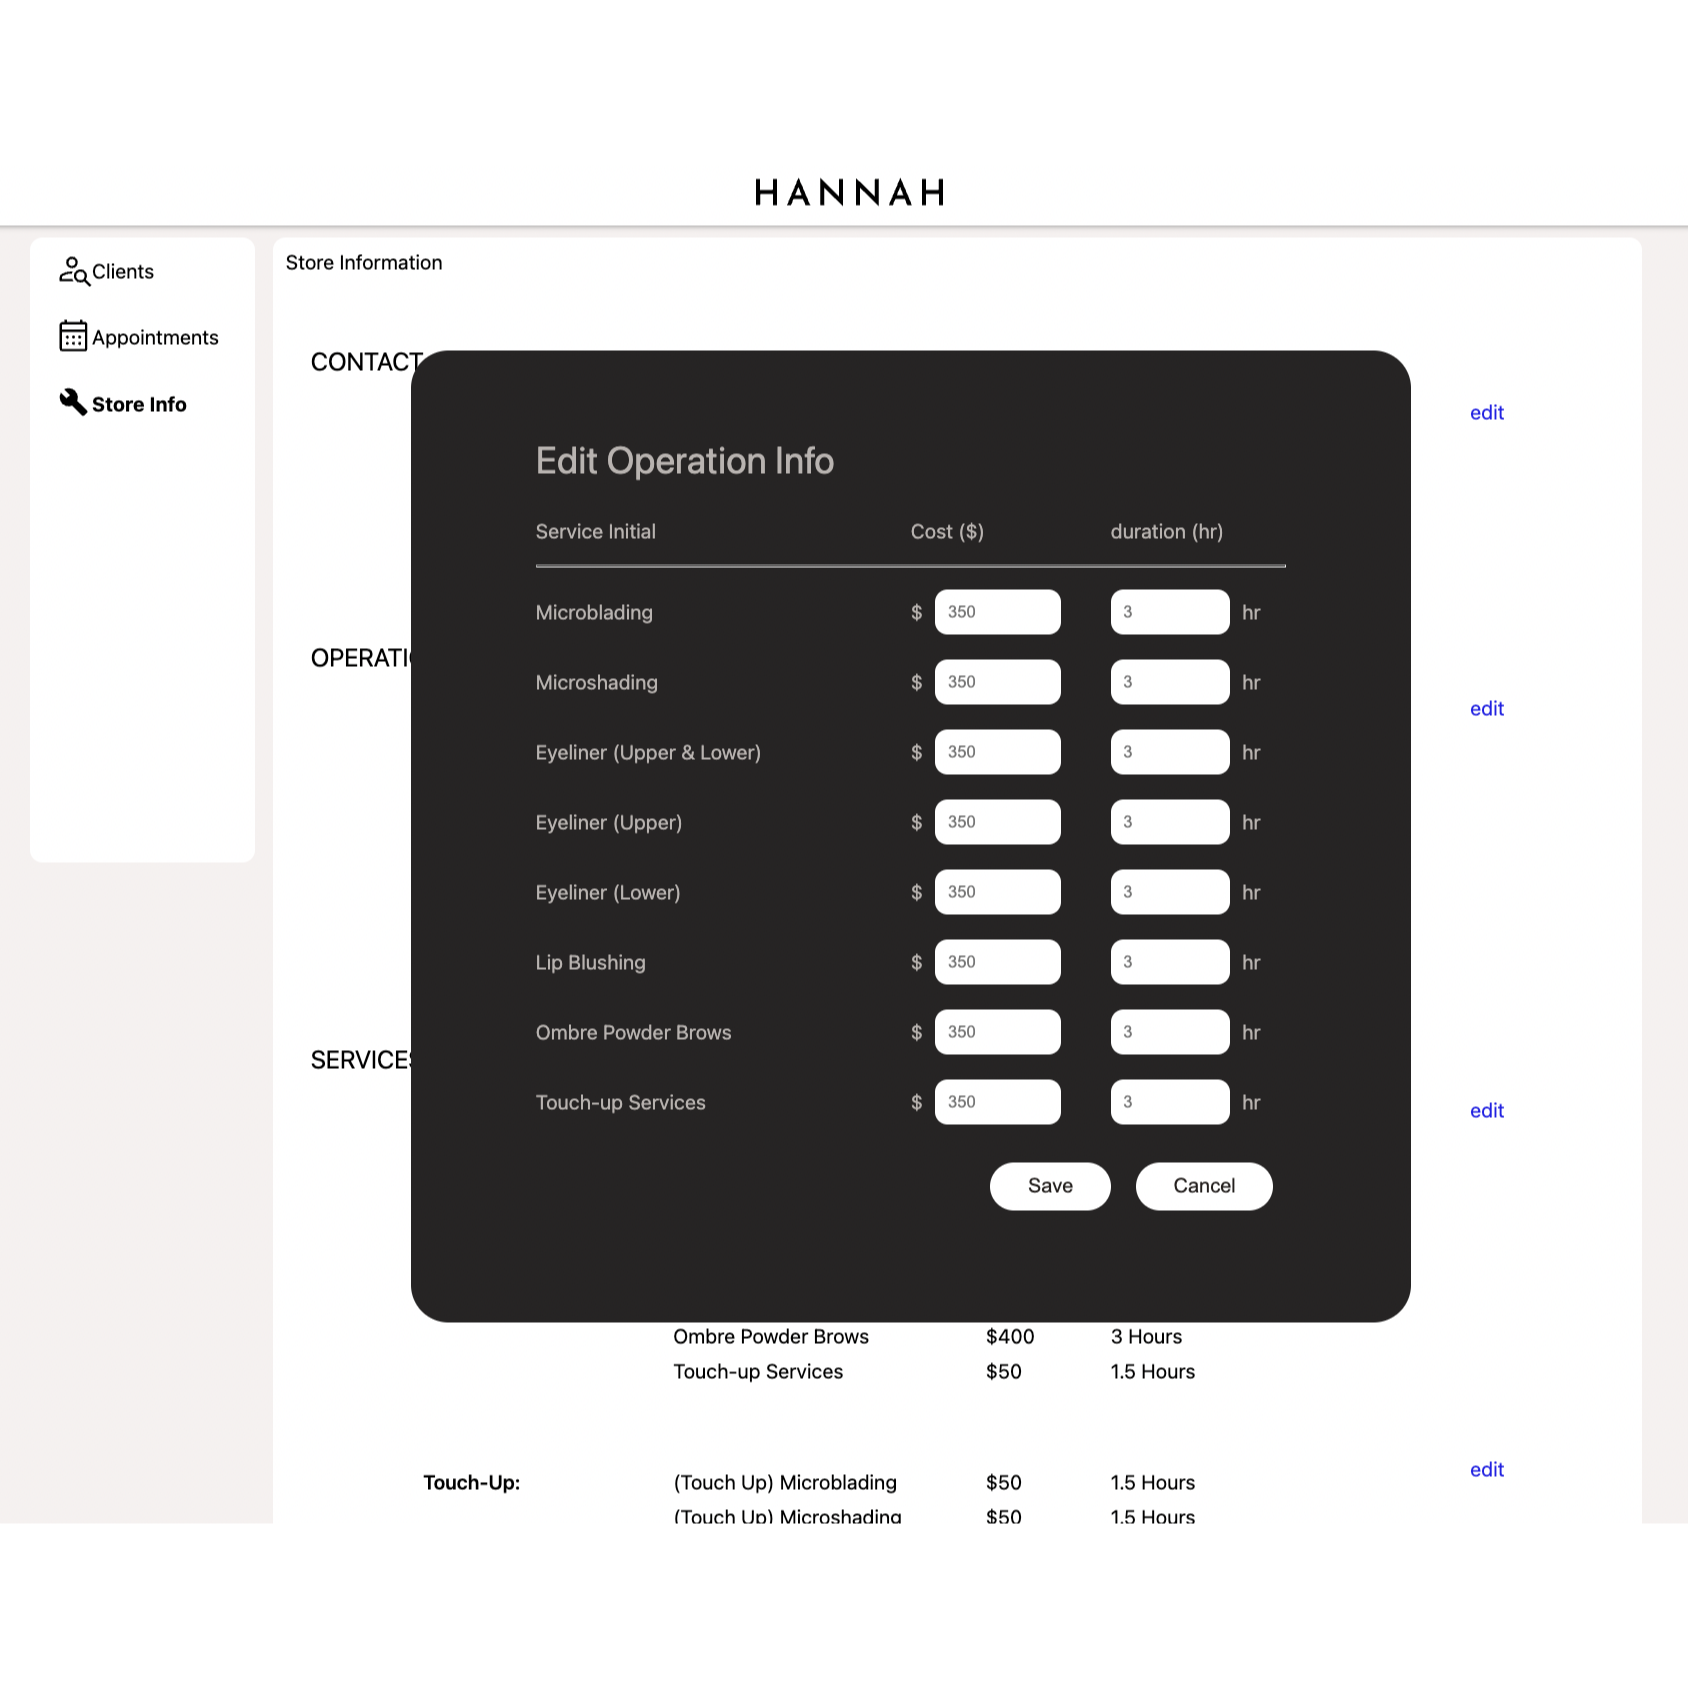 HANNAH
Clients
Appointments
Store Info
Store Information
CONTACT
edit
Edit Operation Info
Service Initial Cost ($) duration (hr)
Microblading $ 350 3 hr
OPERATI
Microshading $ 350 3 hr
edit
Eyeliner (Upper & Lower) $ 350 3 hr
Eyeliner (Upper) $ 350 3 hr
Eyeliner (Lower) $ 350 3 hr
Lip Blushing $ 350 3 hr
Ombre Powder Brows $ 350 3 hr
SERVICES
Touch-up Services $ 350 3 hr
edit
Save Cancel
Ombre Powder Brows $400 3 Hours
Touch-up Services $50 1.5 Hours
edit
Touch-Up: (Touch Up) Microblading $50 1.5 Hours
(Touch Up) Microshading $50 1.5 Hours